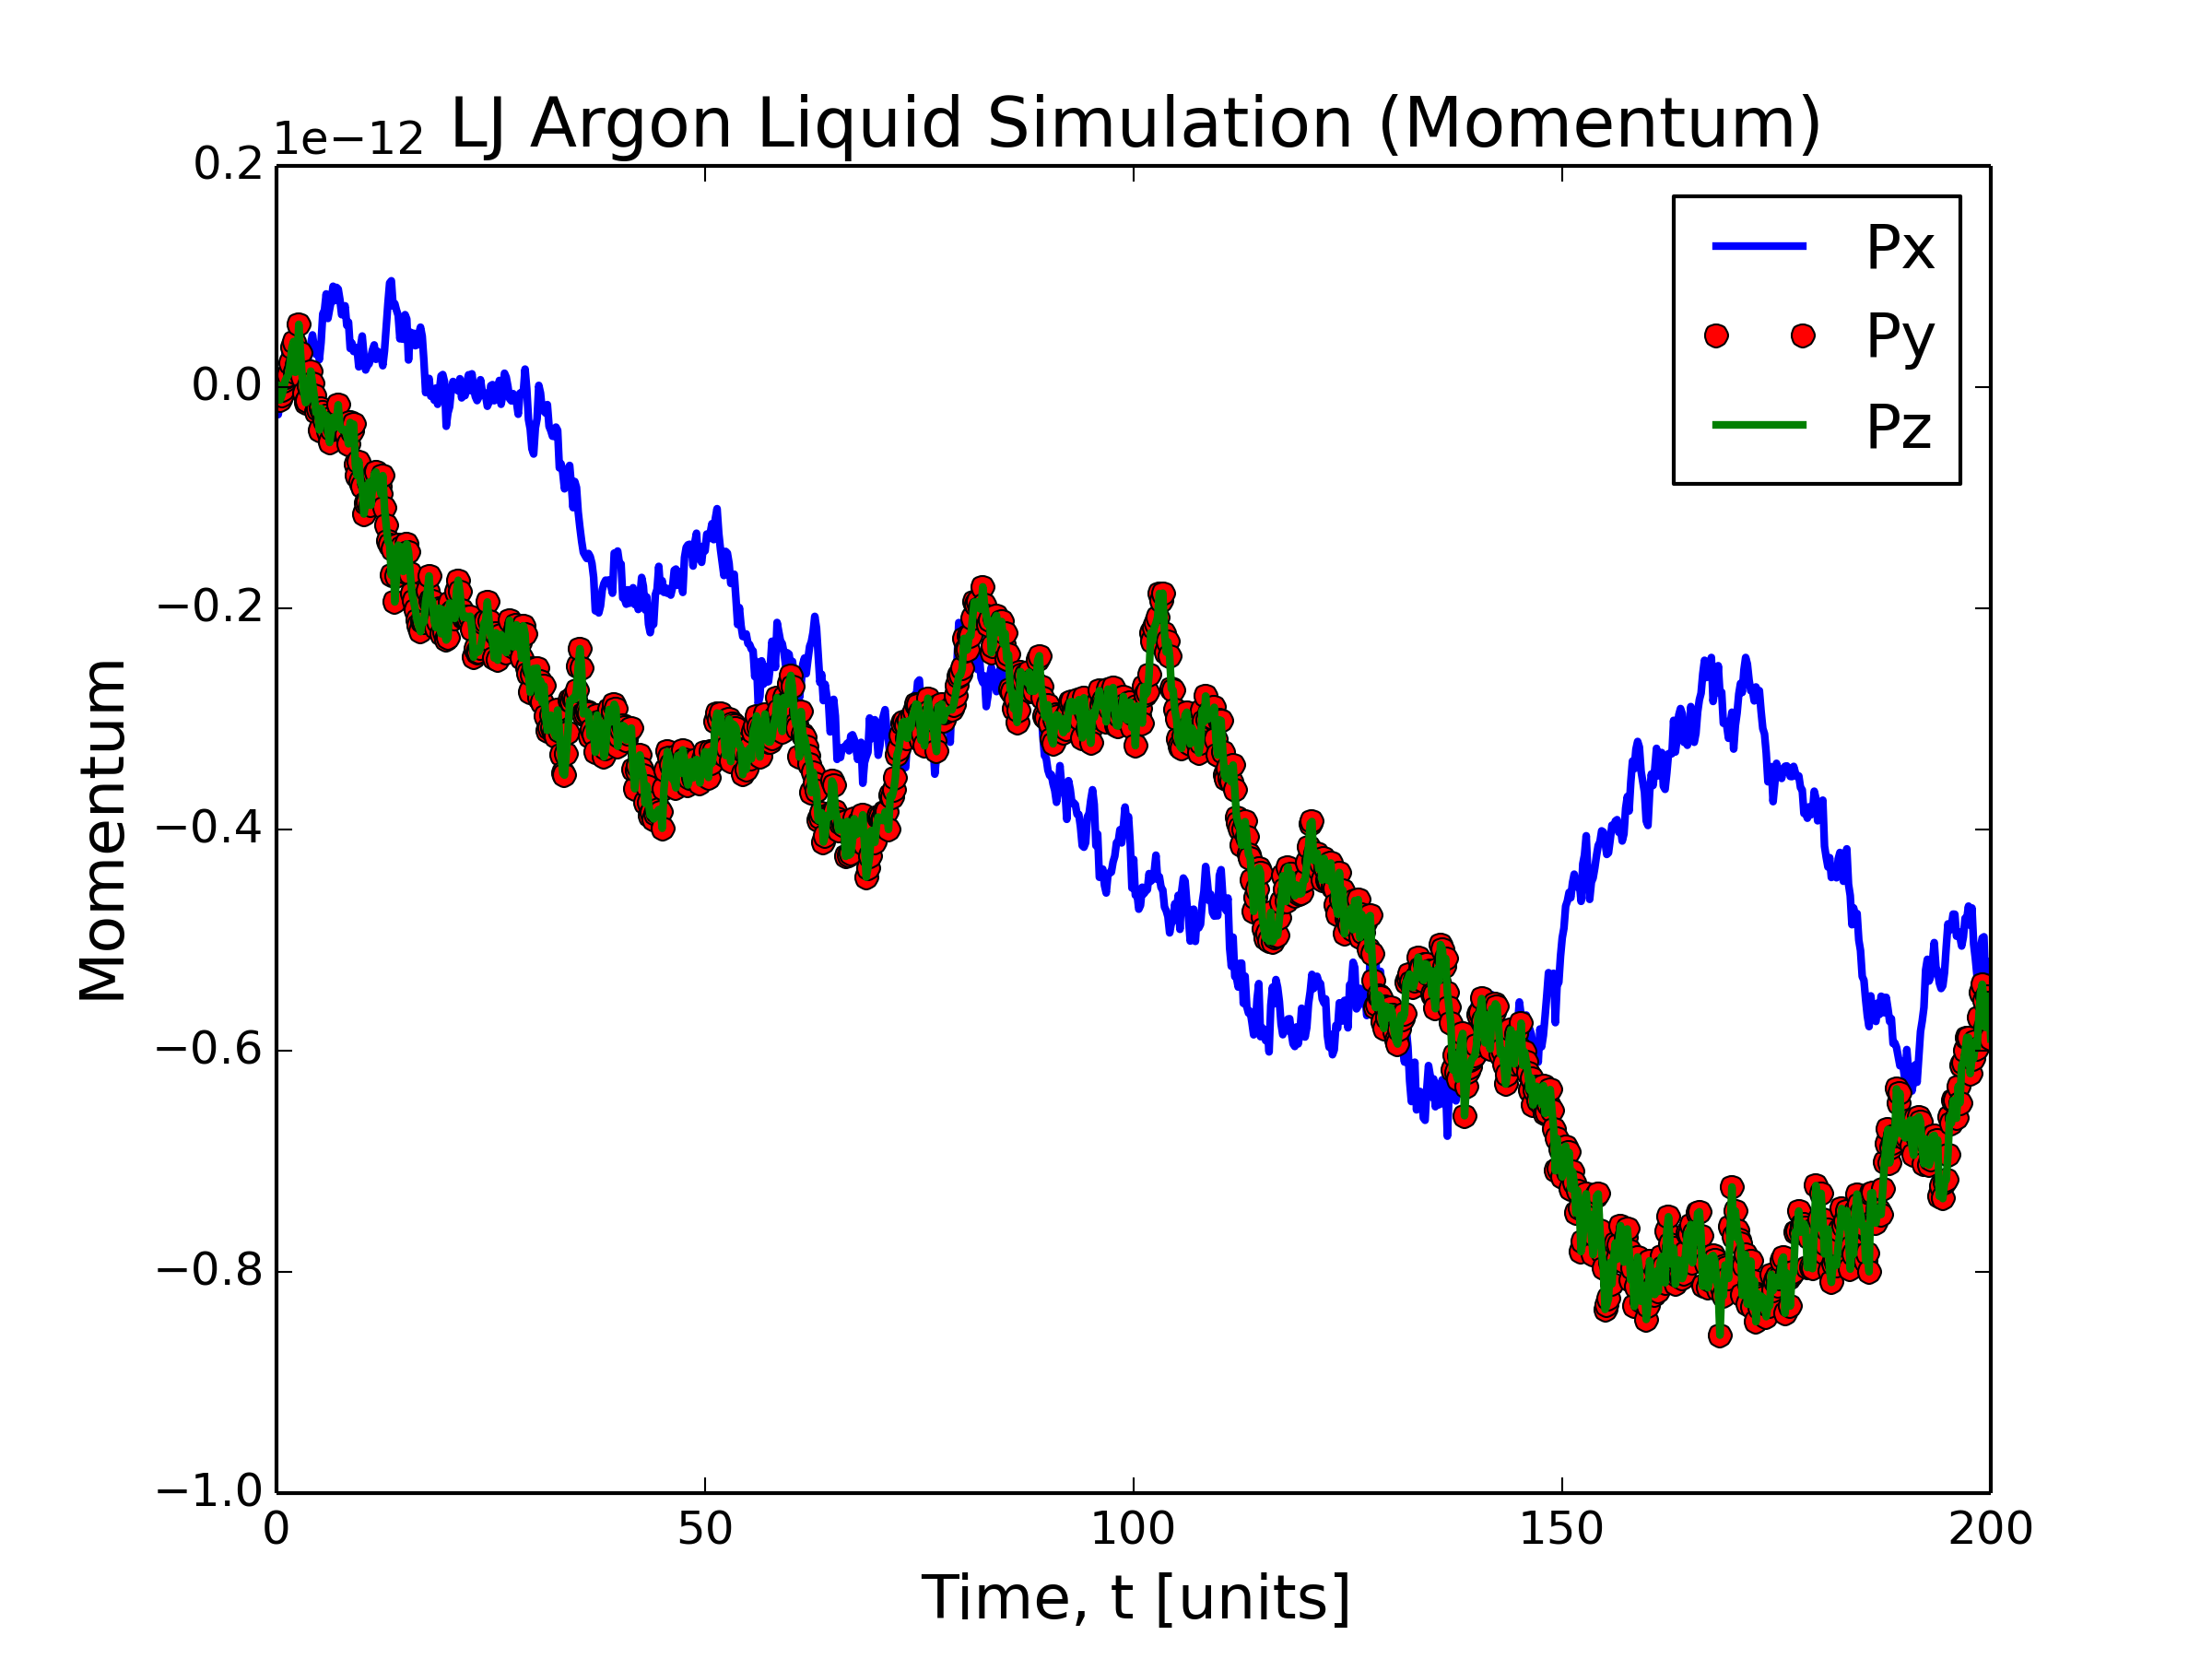 LJ Argon Liquid Simulation (Momentum)
1e−12
0.2
0.0
−0.2
−0.4
−0.6
−0.8
−1.0
Momentum
Px
Py
Pz
0 50 100 150 200
Time, t [units]